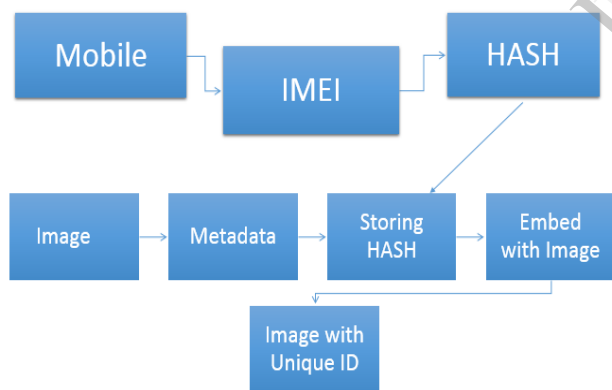 Mobile
IMEI
HASH
Image
Metadata
Storing
HASH
Embed
with Image
Image with
Unique ID